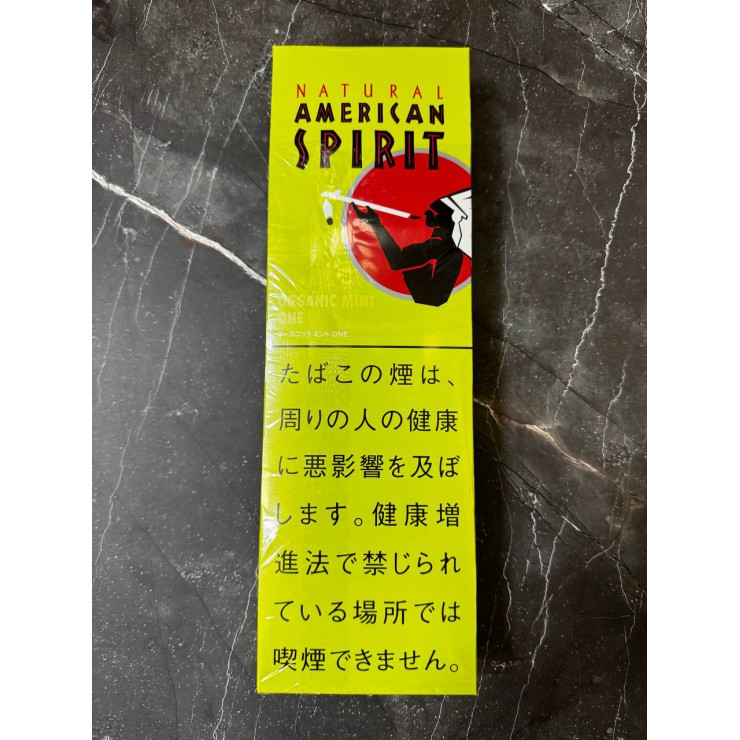 NATURAL
AMERICAN
SPIRIT
ORGANIC MINT
ONE
オーガニック ミント ONE
たばこの煙は、
周りの人の健康
に悪影響を及ぼ
します。健康増
進法で禁じられ
ている場所では
喫煙できません。